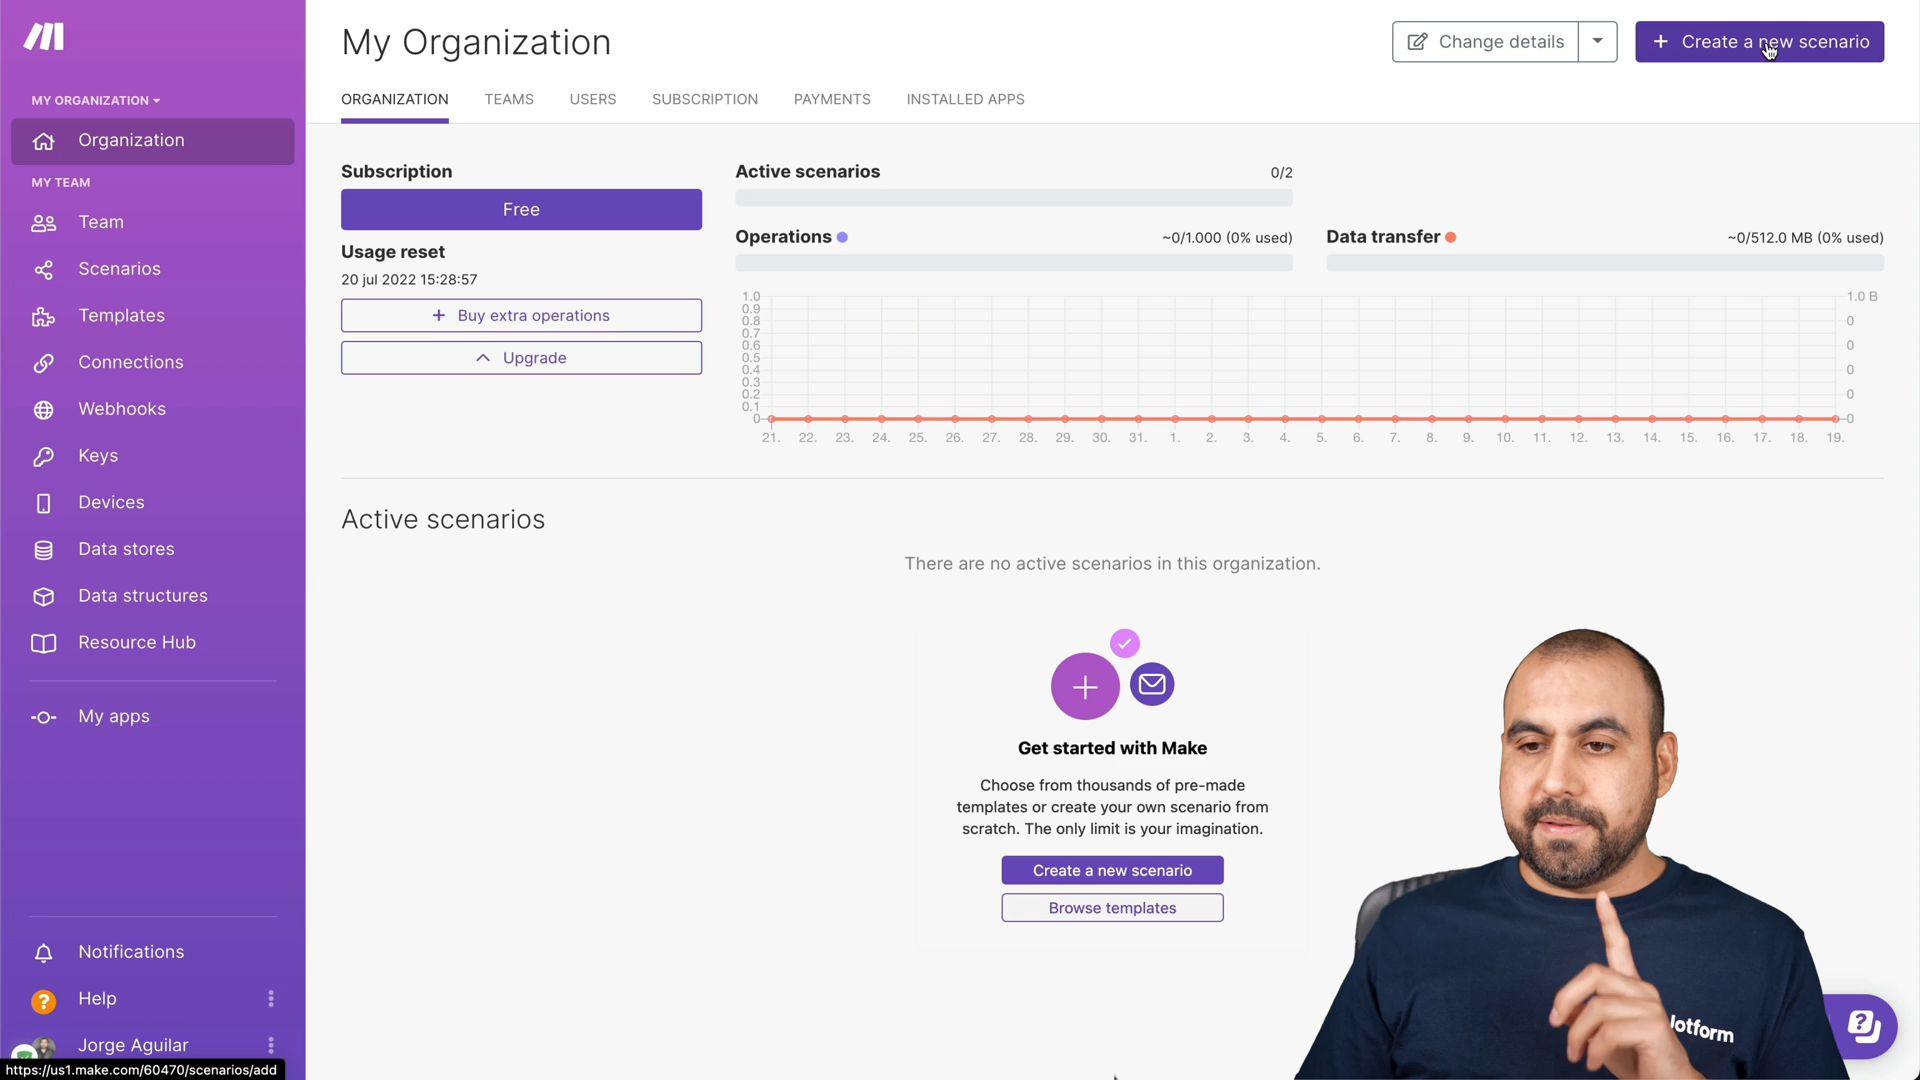 MY ORGANIZATION
Organization
MY TEAM
Team
Scenarios
Templates
Connections
Webhooks
Keys
Devices
Data stores
Data structures
Resource Hub
My apps
Notifications
Help
Jorge Aguilar
https://us1.make.com/60470/scenarios/add
My Organization
Change details
+ Create a new scenario
ORGANIZATION TEAMS USERS SUBSCRIPTION PAYMENTS INSTALLED APPS
Subscription
Free
Usage reset
20 jul 2022 15:28:57
+ Buy extra operations
Upgrade
Active scenarios 0/2
Operations ~0/1.000 (0% used)
Data transfer ~0/512.0 MB (0% used)
1.0
0.9
0.8
0.7
0.6
0.5
0.4
0.3
0.2
0.1
0
1.0 B
0
0
0
0
0
21. 22. 23. 24. 25. 26. 27. 28. 29. 30. 31. 1. 2. 3. 4. 5. 6. 7. 8. 9. 10. 11. 12. 13. 14. 15. 16. 17. 18. 19.
Active scenarios
There are no active scenarios in this organization.
Get started with Make
Choose from thousands of pre-made
templates or create your own scenario from
scratch. The only limit is your imagination.
Create a new scenario
Browse templates
Jotform